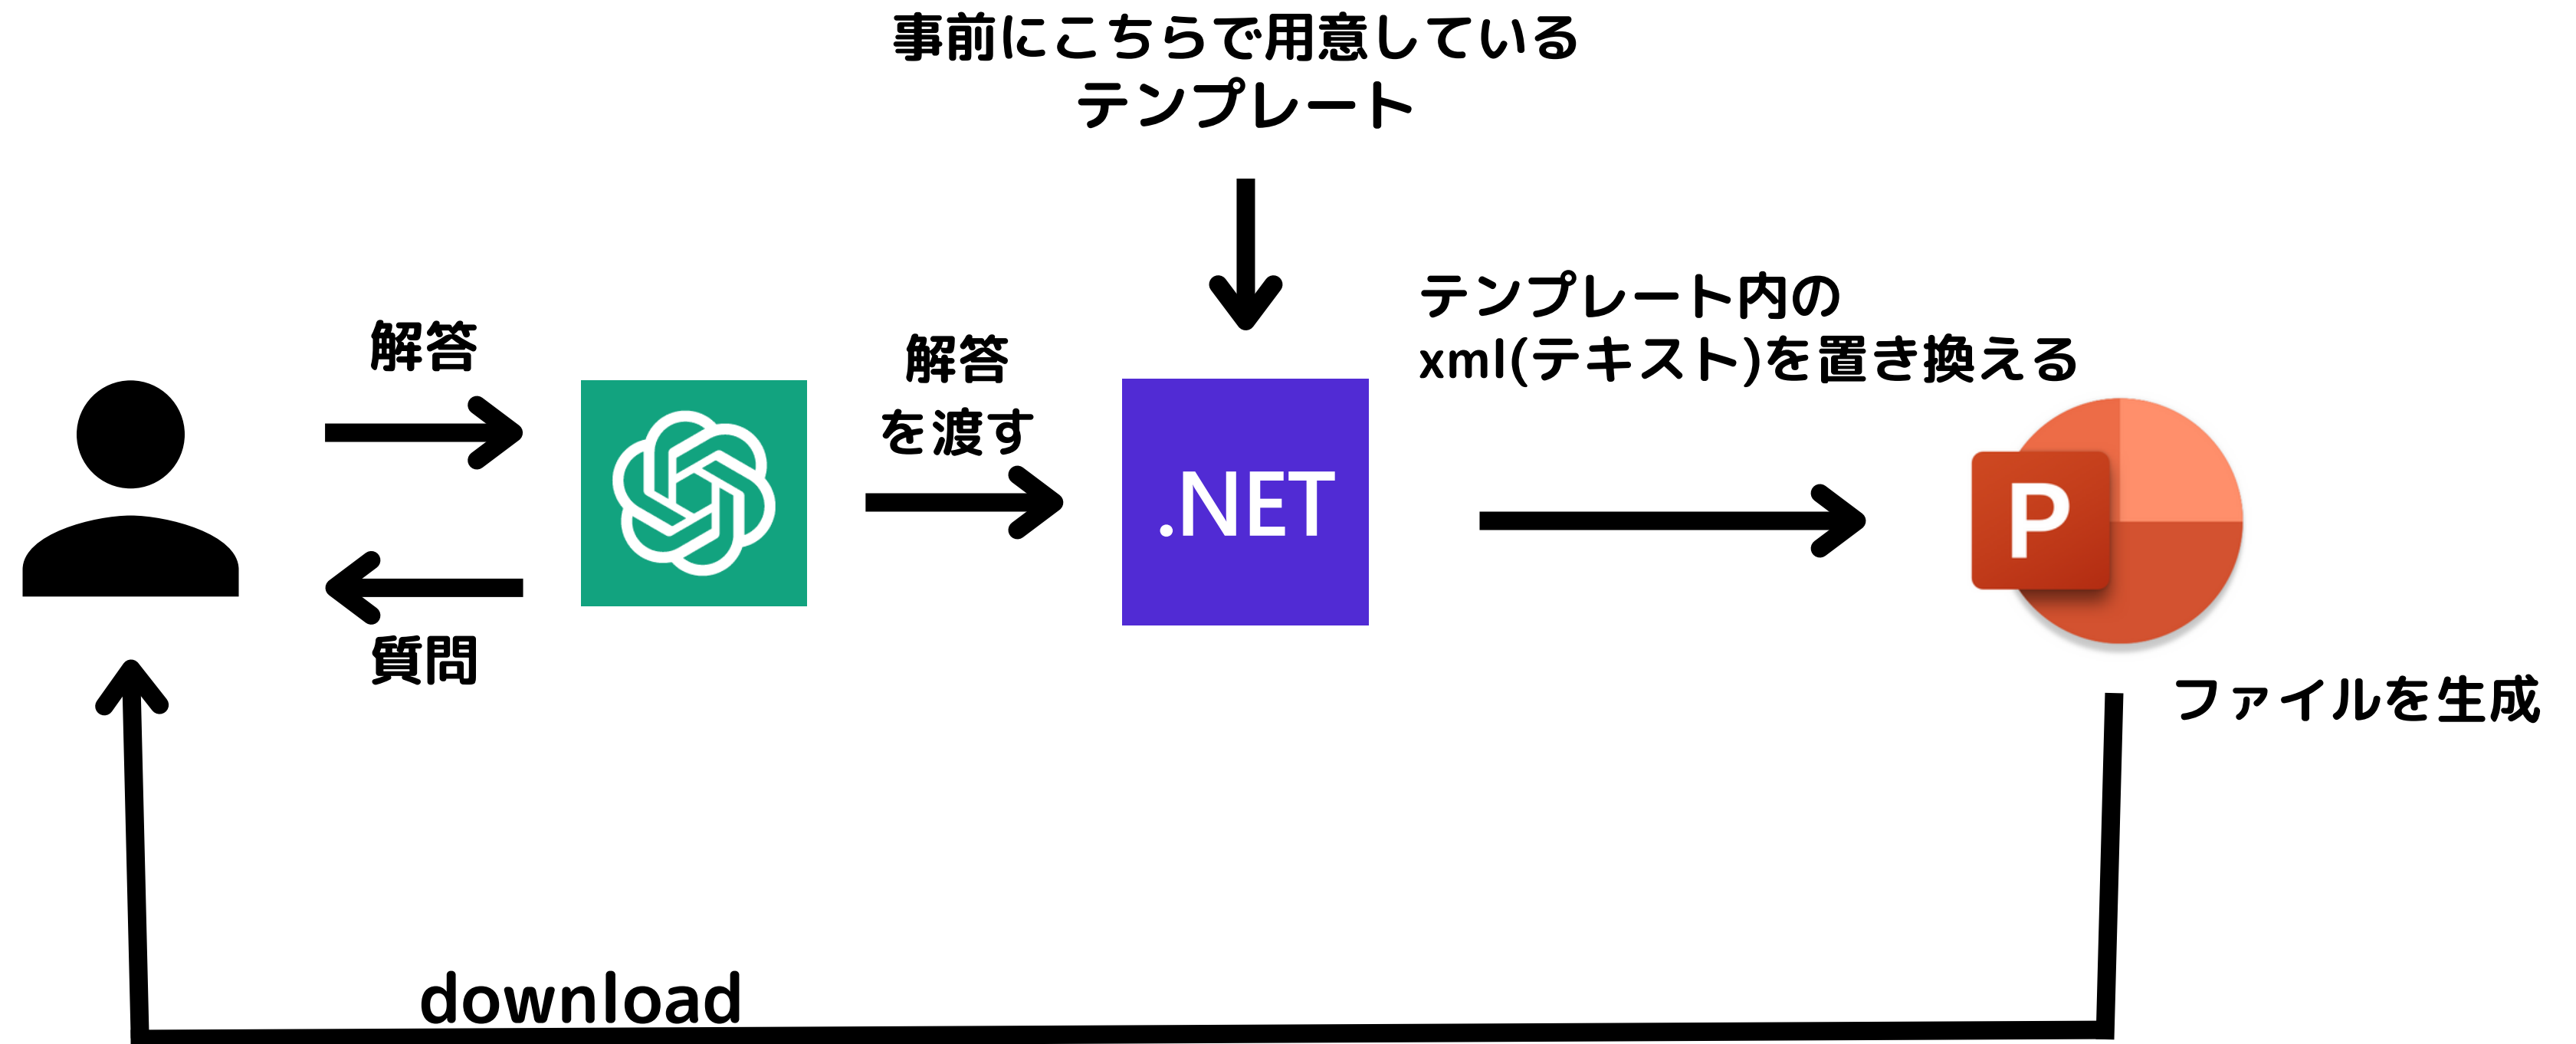 事前にこちらで用意している
テンプレート
テンプレート内の
xml(テキスト)を置き換える
解答
解答
を渡す
.NET
P
質問
ファイルを生成
download